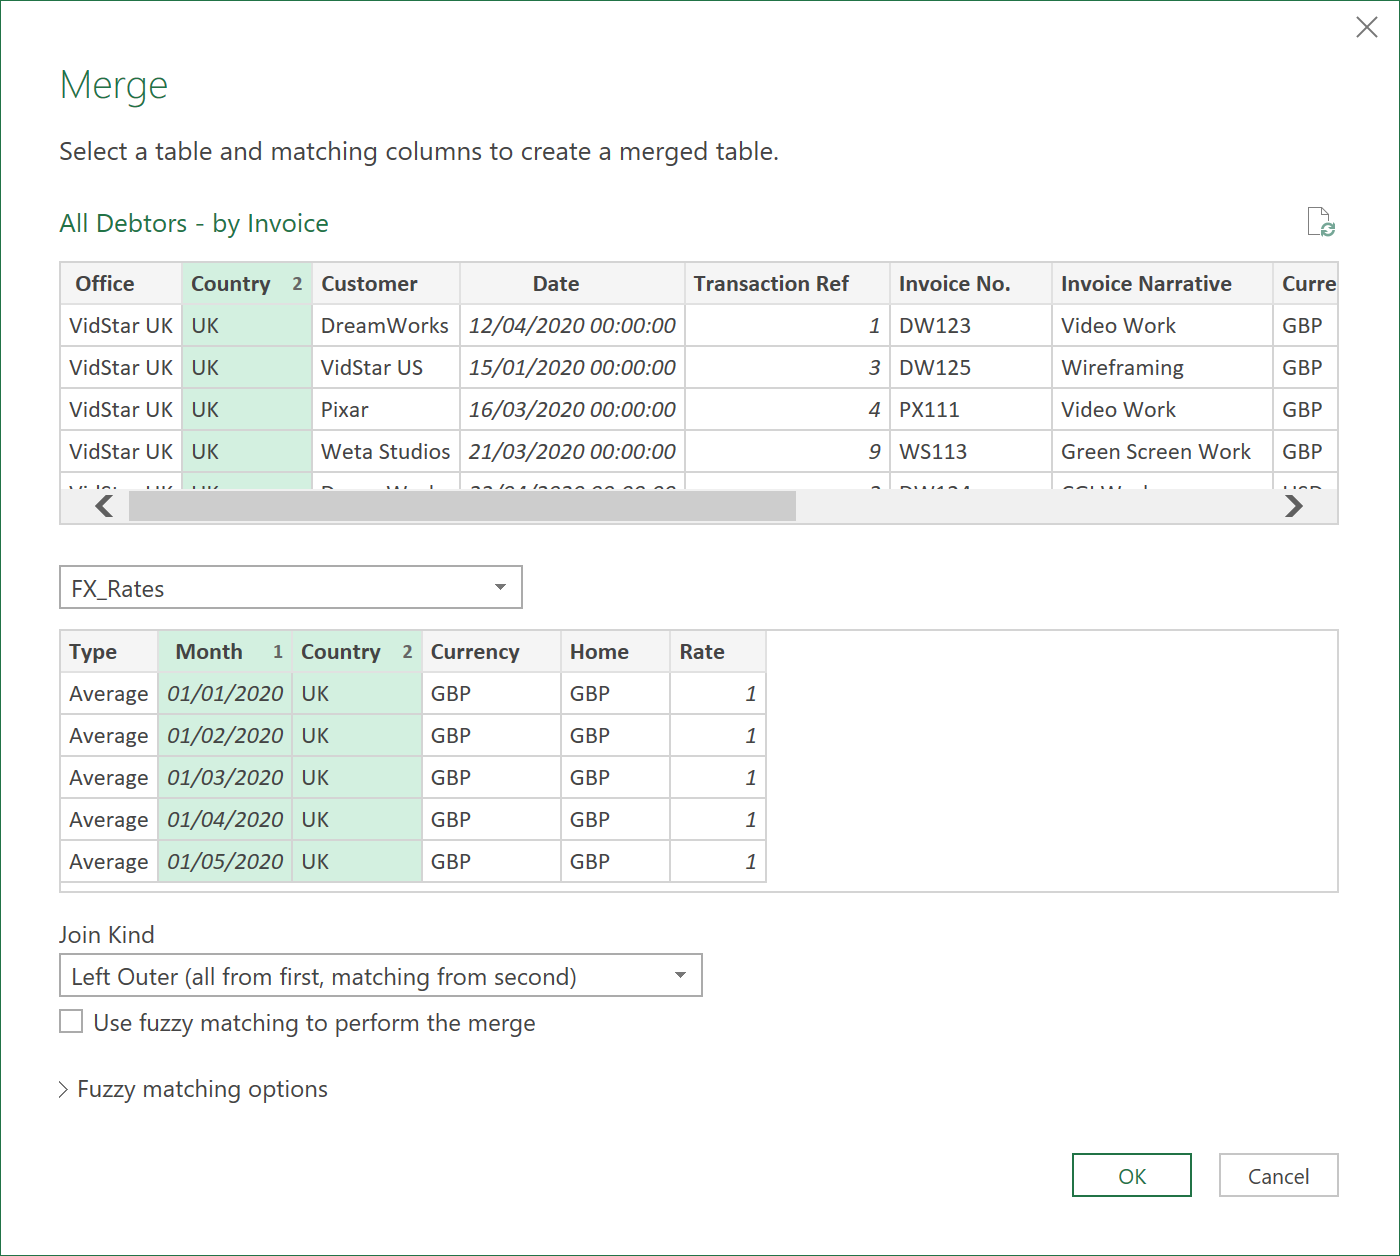 Merge
Select a table and matching columns to create a merged table.
All Debtors - by Invoice
Office Country 2 Customer Date Transaction Ref Invoice No. Invoice Narrative Curre
VidStar UK UK DreamWorks 12/04/2020 00:00:00 1 DW123 Video Work GBP
VidStar UK UK VidStar US 15/01/2020 00:00:00 3 DW125 Wireframing GBP
VidStar UK UK Pixar 16/03/2020 00:00:00 4 PX111 Video Work GBP
VidStar UK UK Weta Studios 21/03/2020 00:00:00 9 WS113 Green Screen Work GBP
FX_Rates
Type Month 1 Country 2 Currency Home Rate
Average 01/01/2020 UK GBP GBP 1
Average 01/02/2020 UK GBP GBP 1
Average 01/03/2020 UK GBP GBP 1
Average 01/04/2020 UK GBP GBP 1
Average 01/05/2020 UK GBP GBP 1
Join Kind
Left Outer (all from first, matching from second)
Use fuzzy matching to perform the merge
Fuzzy matching options
OK Cancel